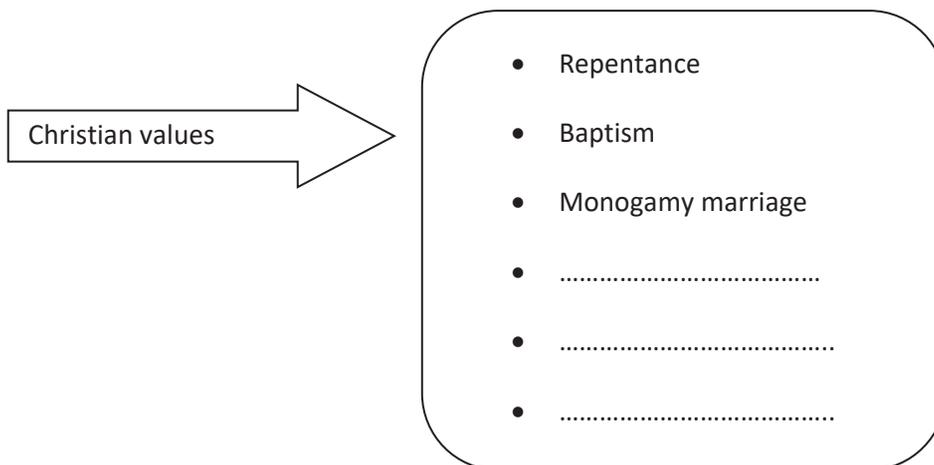 Christian values
• Repentance
• Baptism
• Monogamy marriage
• …………………………………
• …………………………………..
• …………………………………..